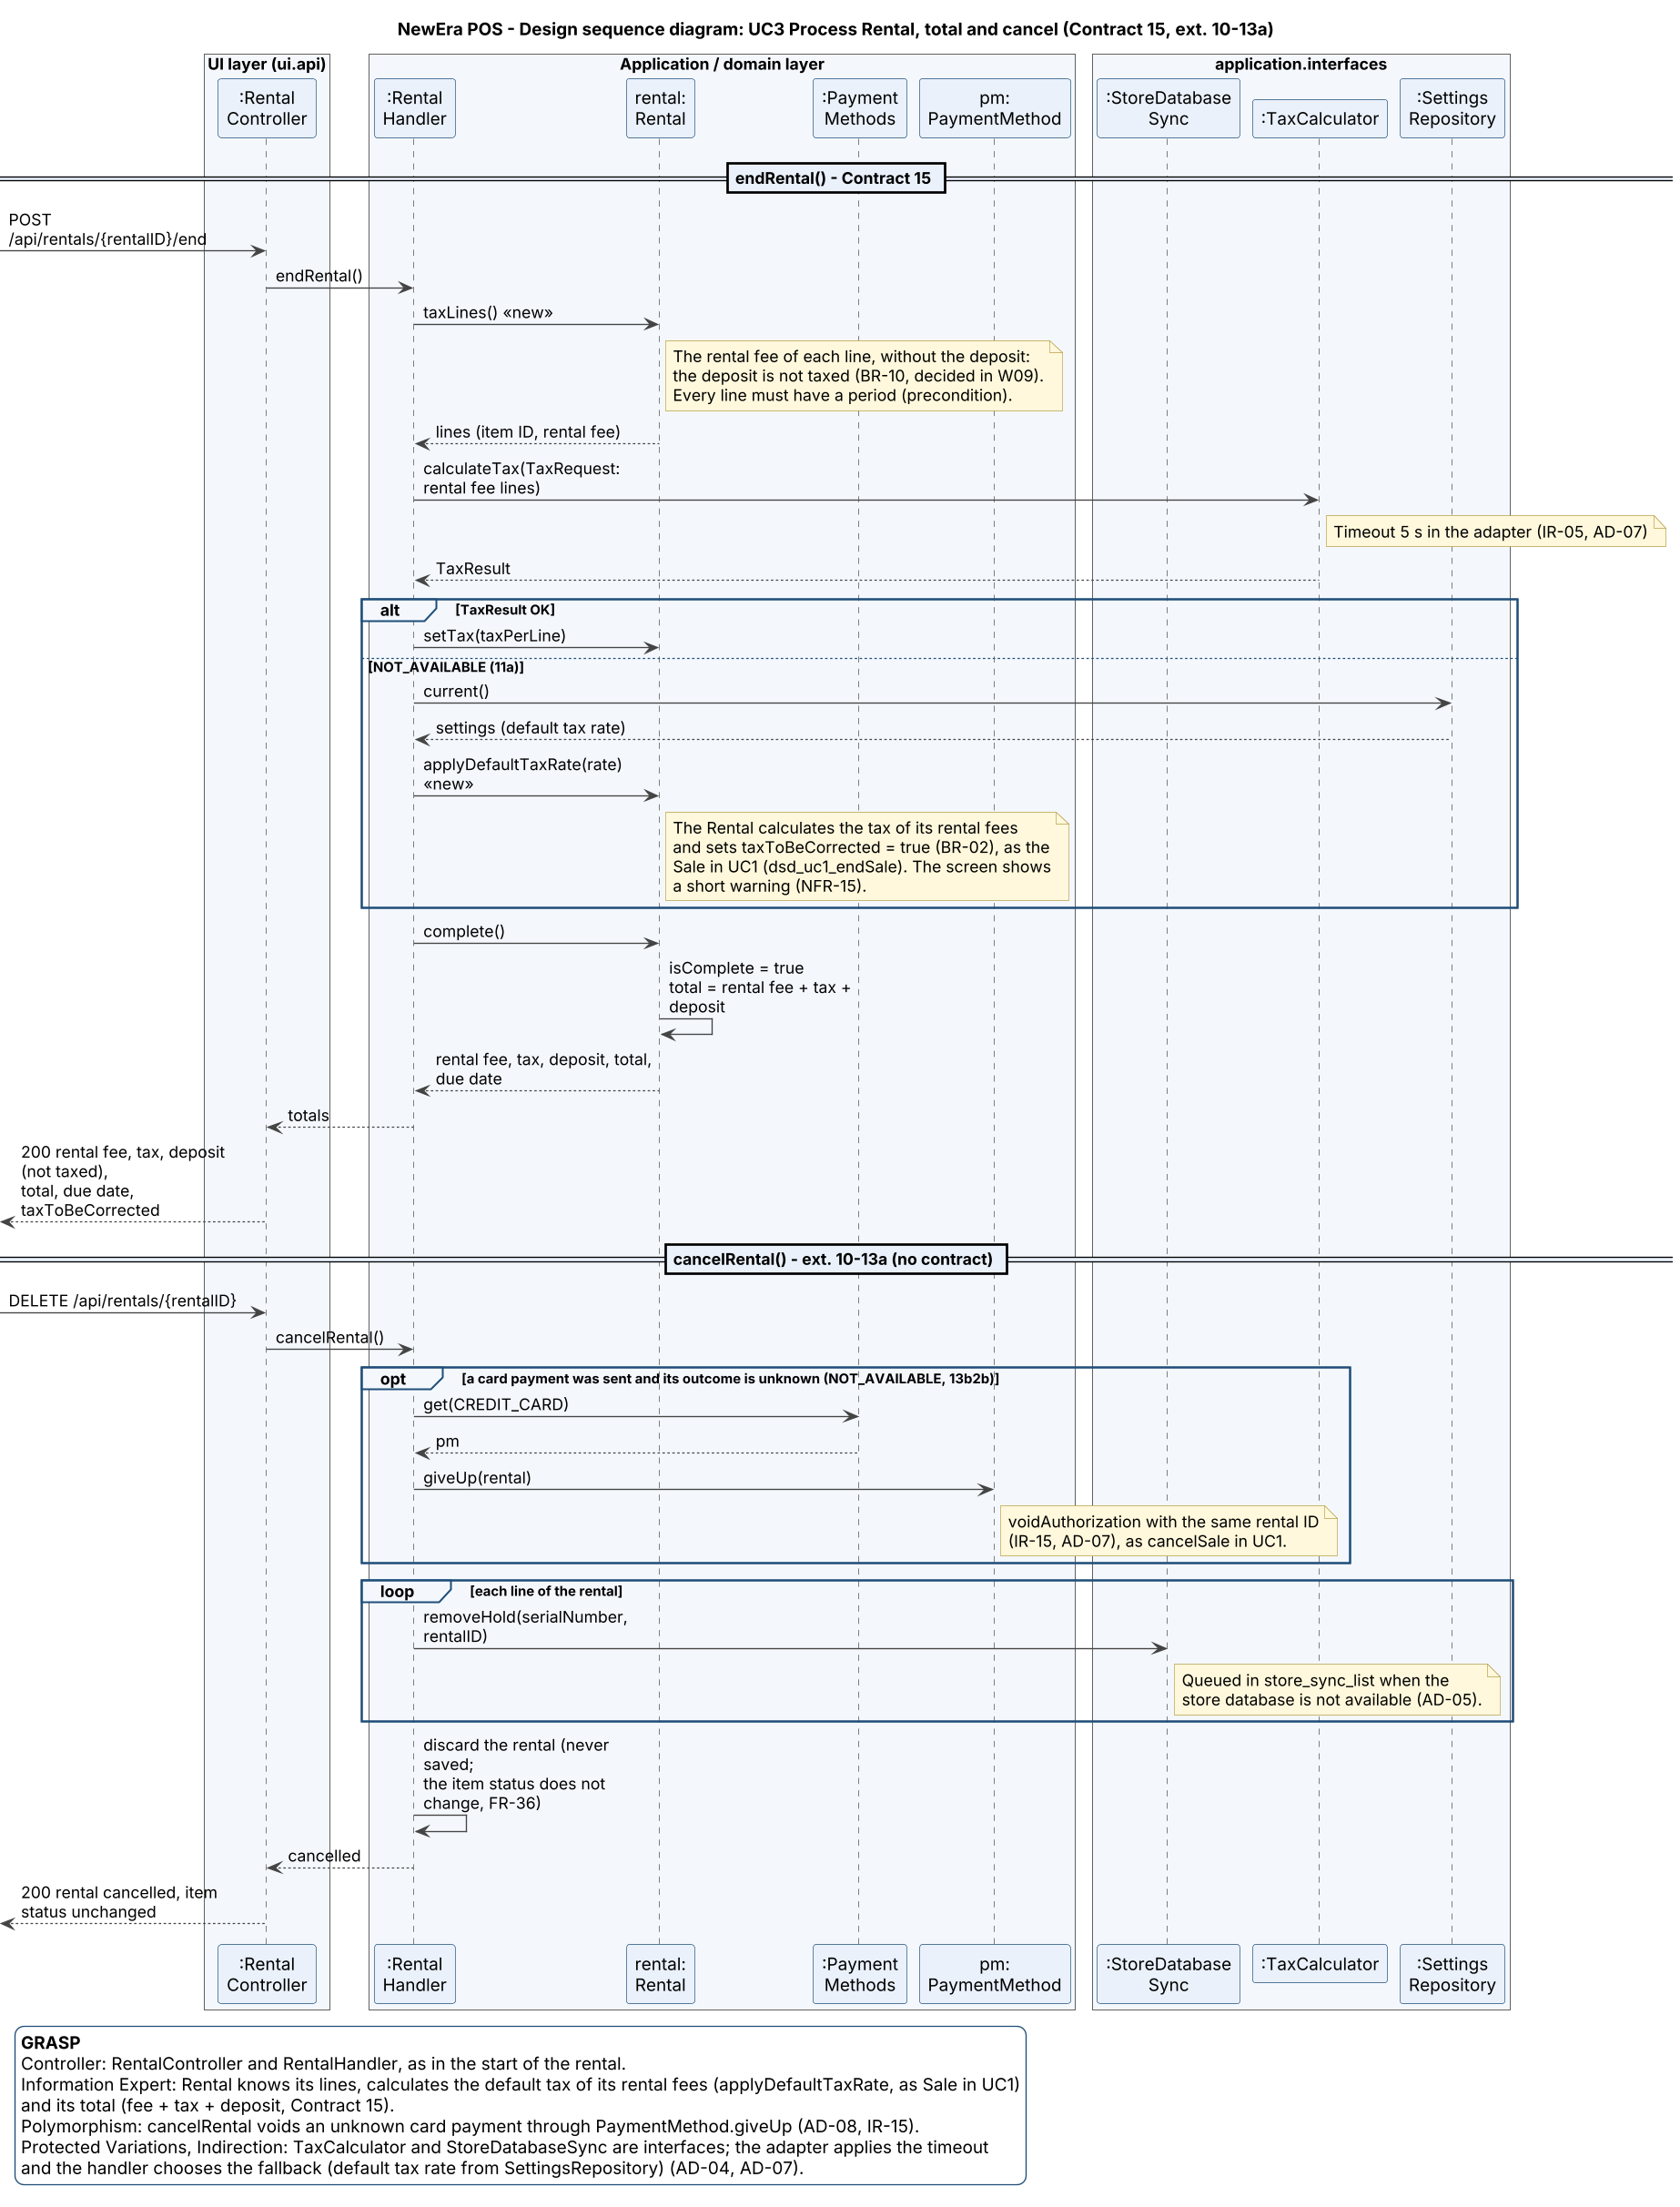 NewEra POS - Design sequence diagram: UC3 Process Rental, total and cancel (Contract 15, ext. 10-13a)
UI layer (ui.api)
Application / domain layer
application.interfaces
:Rental
Controller
:Rental
Handler
rental:
Rental
:Payment
Methods
pm:
PaymentMethod
:StoreDatabase
Sync
:TaxCalculator
:Settings
Repository
endRental() - Contract 15
POST
/api/rentals/{rentalID}/end
endRental()
taxLines() «new»
The rental fee of each line, without the deposit:
the deposit is not taxed (BR-10, decided in W09).
Every line must have a period (precondition).
lines (item ID, rental fee)
calculateTax(TaxRequest:
rental fee lines)
Timeout 5 s in the adapter (IR-05, AD-07)
TaxResult
alt [TaxResult OK]
setTax(taxPerLine)
[NOT_AVAILABLE (11a)]
current()
settings (default tax rate)
applyDefaultTaxRate(rate)
«new»
The Rental calculates the tax of its rental fees
and sets taxToBeCorrected = true (BR-02), as the
Sale in UC1 (dsd_uc1_endSale). The screen shows
a short warning (NFR-15).
complete()
isComplete = true
total = rental fee + tax +
deposit
rental fee, tax, deposit, total,
due date
totals
200 rental fee, tax, deposit
(not taxed),
total, due date,
taxToBeCorrected
cancelRental() - ext. 10-13a (no contract)
DELETE /api/rentals/{rentalID}
cancelRental()
opt [a card payment was sent and its outcome is unknown (NOT_AVAILABLE, 13b2b)]
get(CREDIT_CARD)
pm
giveUp(rental)
voidAuthorization with the same rental ID
(IR-15, AD-07), as cancelSale in UC1.
loop [each line of the rental]
removeHold(serialNumber,
rentalID)
Queued in store_sync_list when the
store database is not available (AD-05).
discard the rental (never
saved;
the item status does not
change, FR-36)
cancelled
200 rental cancelled, item
status unchanged
:Rental
Controller
:Rental
Handler
rental:
Rental
:Payment
Methods
pm:
PaymentMethod
:StoreDatabase
Sync
:TaxCalculator
:Settings
Repository
GRASP
Controller: RentalController and RentalHandler, as in the start of the rental.
Information Expert: Rental knows its lines, calculates the default tax of its rental fees (applyDefaultTaxRate, as Sale in UC1)
and its total (fee + tax + deposit, Contract 15).
Polymorphism: cancelRental voids an unknown card payment through PaymentMethod.giveUp (AD-08, IR-15).
Protected Variations, Indirection: TaxCalculator and StoreDatabaseSync are interfaces; the adapter applies the timeout
and the handler chooses the fallback (default tax rate from SettingsRepository) (AD-04, AD-07).